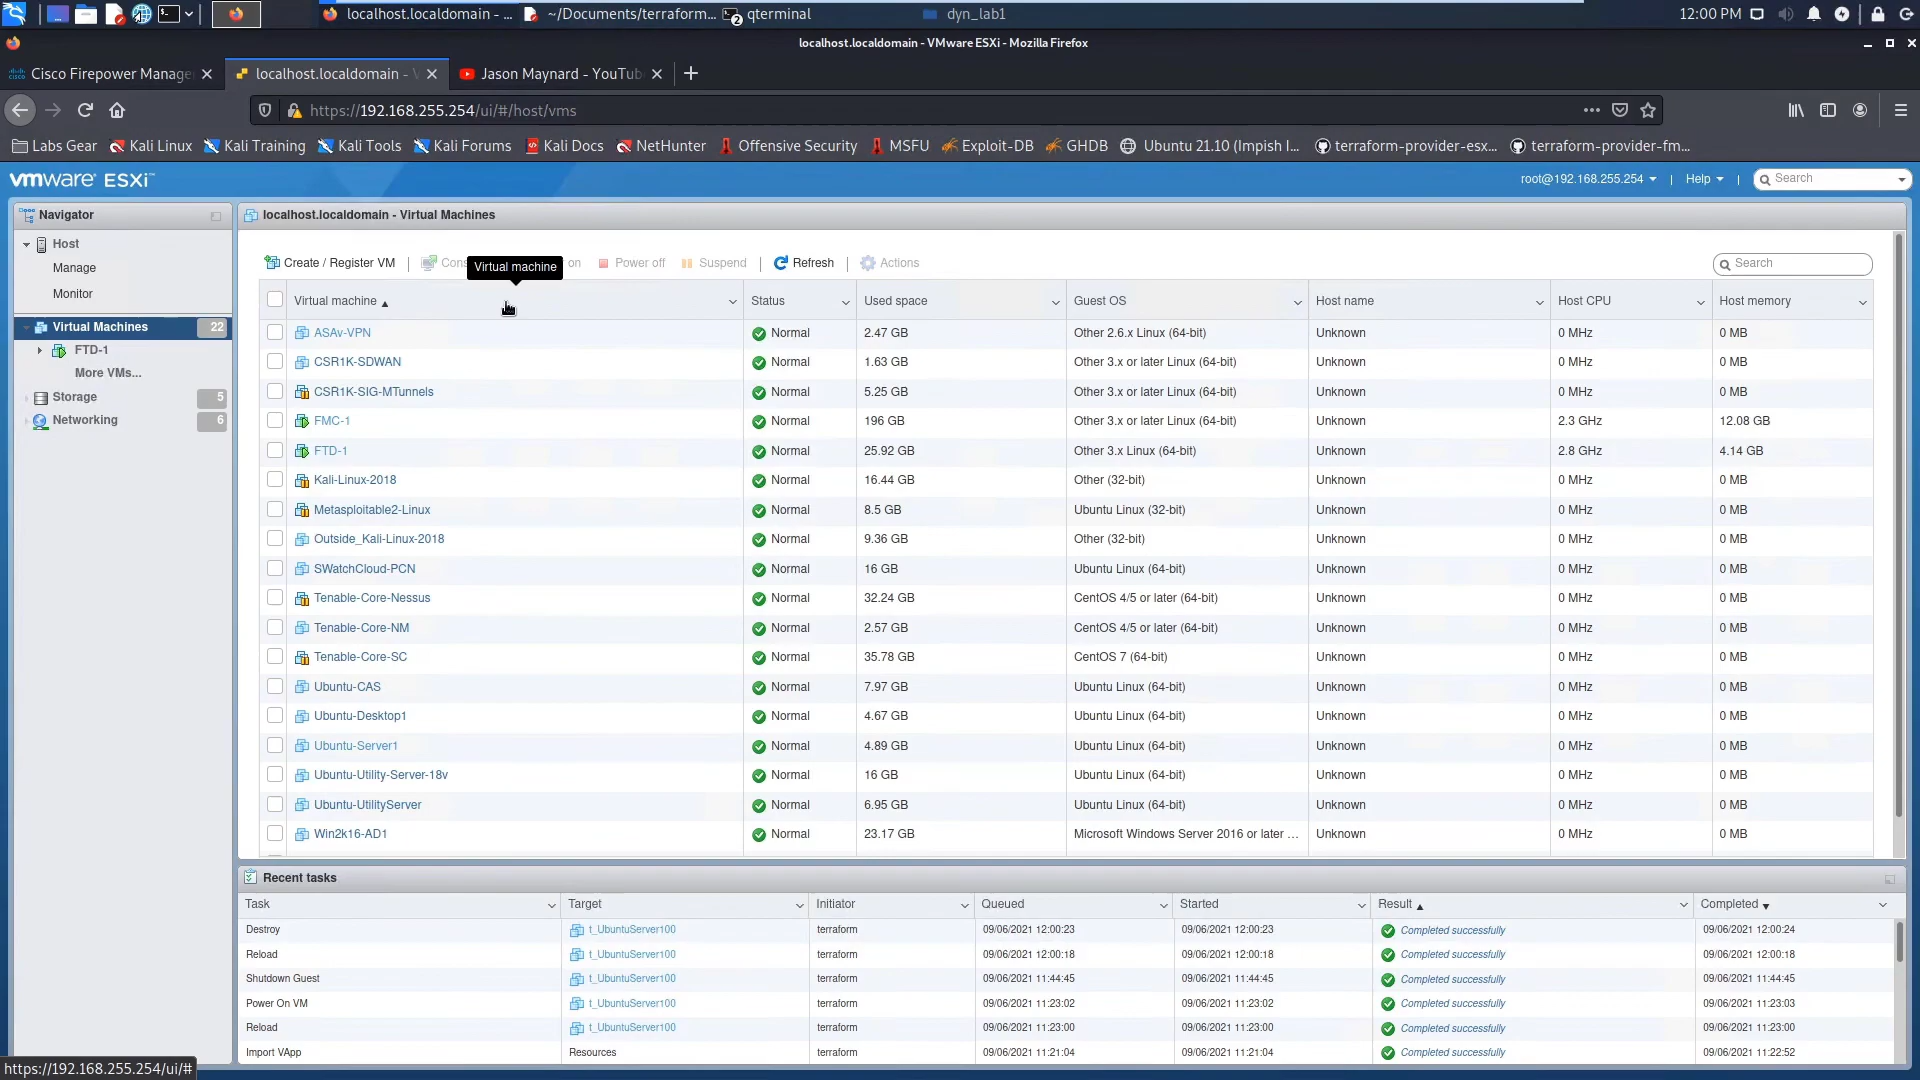 localhost.localdomain - ...
~/Documents/terraform...
2
qterminal
dyn_lab1
12:00 PM
localhost.localdomain - VMware ESXi - Mozilla Firefox
Cisco Firepower Manage
localhost.localdomain -
Jason Maynard - YouTub
https://192.168.255.254/ui/#/host/vms
Labs Gear
Kali Linux
Kali Training
Kali Tools
Kali Forums
Kali Docs
NetHunter
Offensive Security
MSFU
Exploit-DB
GHDB
Ubuntu 21.10 (Impish I...
terraform-provider-esx...
terraform-provider-fm...
vmware ESXi™
root@192.168.255.254
|
Help
|
Search
Navigator
localhost.localdomain - Virtual Machines
Host
Manage
Monitor
Virtual Machines 22
FTD-1
More VMs...
Storage 5
Networking 6
Create / Register VM
|
Cons
Virtual machine
on
Power off
Suspend
|
Refresh
|
Actions
Search
Virtual machine Status Used space Guest OS Host name Host CPU Host memory
ASAv-VPN Normal 2.47 GB Other 2.6.x Linux (64-bit) Unknown 0 MHz 0 MB
CSR1K-SDWAN Normal 1.63 GB Other 3.x or later Linux (64-bit) Unknown 0 MHz 0 MB
CSR1K-SIG-MTunnels Normal 5.25 GB Other 3.x or later Linux (64-bit) Unknown 0 MHz 0 MB
FMC-1 Normal 196 GB Other 3.x or later Linux (64-bit) Unknown 2.3 GHz 12.08 GB
FTD-1 Normal 25.92 GB Other 3.x Linux (64-bit) Unknown 2.8 GHz 4.14 GB
Kali-Linux-2018 Normal 16.44 GB Other (32-bit) Unknown 0 MHz 0 MB
Metasploitable2-Linux Normal 8.5 GB Ubuntu Linux (32-bit) Unknown 0 MHz 0 MB
Outside_Kali-Linux-2018 Normal 9.36 GB Other (32-bit) Unknown 0 MHz 0 MB
SWatchCloud-PCN Normal 16 GB Ubuntu Linux (64-bit) Unknown 0 MHz 0 MB
Tenable-Core-Nessus Normal 32.24 GB CentOS 4/5 or later (64-bit) Unknown 0 MHz 0 MB
Tenable-Core-NM Normal 2.57 GB CentOS 4/5 or later (64-bit) Unknown 0 MHz 0 MB
Tenable-Core-SC Normal 35.78 GB CentOS 7 (64-bit) Unknown 0 MHz 0 MB
Ubuntu-CAS Normal 7.97 GB Ubuntu Linux (64-bit) Unknown 0 MHz 0 MB
Ubuntu-Desktop1 Normal 4.67 GB Ubuntu Linux (64-bit) Unknown 0 MHz 0 MB
Ubuntu-Server1 Normal 4.89 GB Ubuntu Linux (64-bit) Unknown 0 MHz 0 MB
Ubuntu-Utility-Server-18v Normal 16 GB Ubuntu Linux (64-bit) Unknown 0 MHz 0 MB
Ubuntu-UtilityServer Normal 6.95 GB Ubuntu Linux (64-bit) Unknown 0 MHz 0 MB
Win2k16-AD1 Normal 23.17 GB Microsoft Windows Server 2016 or later ... Unknown 0 MHz 0 MB
Recent tasks
Task Target Initiator Queued Started Result Completed
Destroy t_UbuntuServer100 terraform 09/06/2021 12:00:23 09/06/2021 12:00:23 Completed successfully 09/06/2021 12:00:24
Reload t_UbuntuServer100 terraform 09/06/2021 12:00:18 09/06/2021 12:00:18 Completed successfully 09/06/2021 12:00:18
Shutdown Guest t_UbuntuServer100 terraform 09/06/2021 11:44:45 09/06/2021 11:44:45 Completed successfully 09/06/2021 11:44:45
Power On VM t_UbuntuServer100 terraform 09/06/2021 11:23:02 09/06/2021 11:23:02 Completed successfully 09/06/2021 11:23:03
Reload t_UbuntuServer100 terraform 09/06/2021 11:23:00 09/06/2021 11:23:00 Completed successfully 09/06/2021 11:23:00
Import VApp Resources terraform 09/06/2021 11:21:04 09/06/2021 11:21:04 Completed successfully 09/06/2021 11:22:52
https://192.168.255.254/ui/#